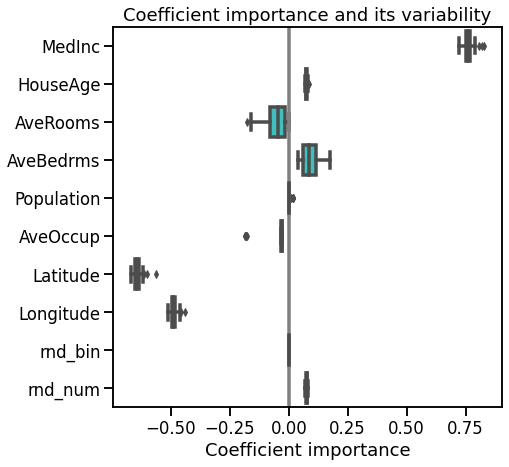 Coefficient importance and its variability
MedInc
HouseAge
AveRooms
AveBedrms
Population
AveOccup
Latitude
Longitude
rnd_bin
rnd_num
−0.50 −0.25 0.00 0.25 0.50 0.75
Coefficient importance